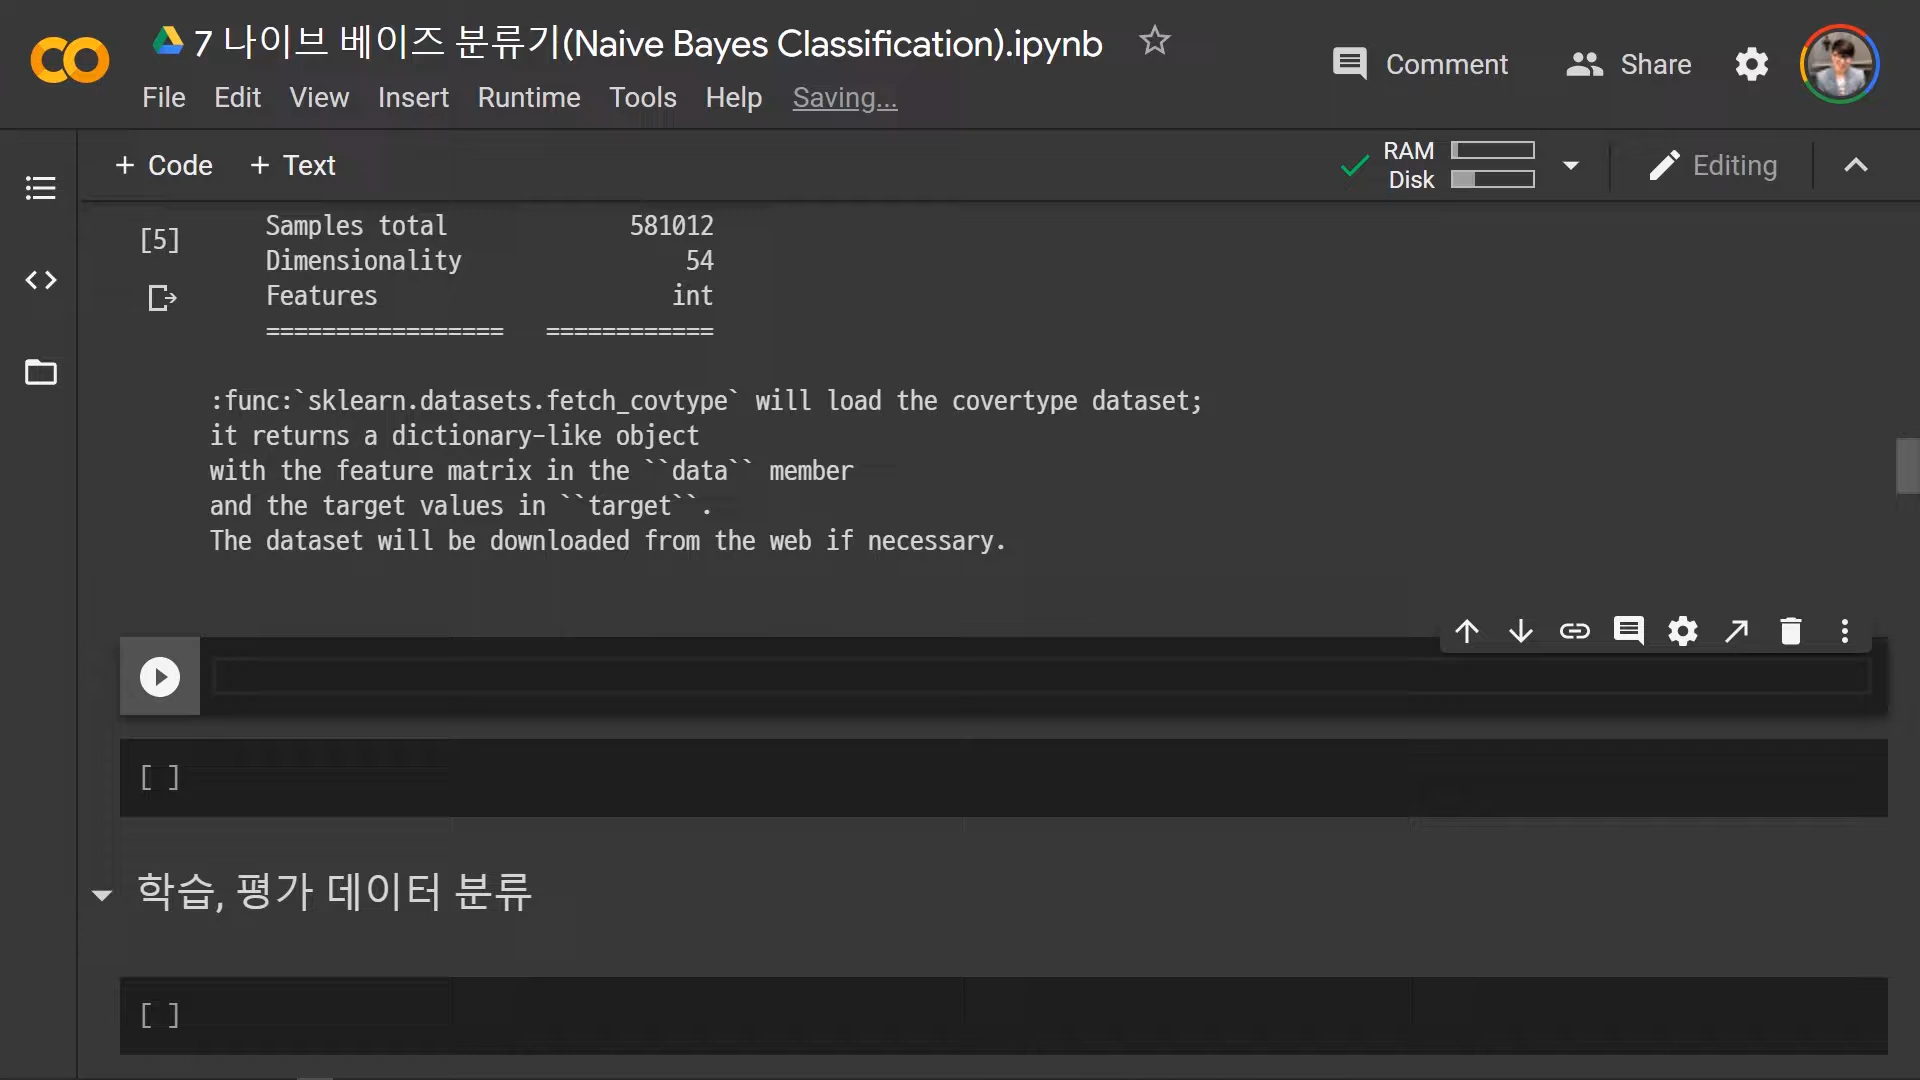 7 나이브 베이즈 분류기(Naive Bayes Classification).ipynb
Comment
Share
File Edit View Insert Runtime Tools Help Saving...
+ Code + Text
RAM
Disk
Editing
[5]
Samples total 581012
Dimensionality 54
Features int
================= ============
:func:`sklearn.datasets.fetch_covtype` will load the covertype dataset;
it returns a dictionary-like object
with the feature matrix in the ``data`` member
and the target values in ``target``.
The dataset will be downloaded from the web if necessary.
[ ]
학습, 평가 데이터 분류
[ ]